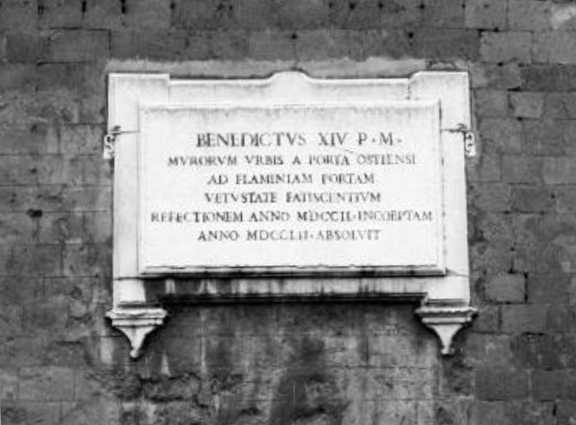 BENEDICTVS XIV P·M·
MVRORVM VRBIS A PORTA OSTIENSI
AD FLAMINIAM PORTAM
VETVSTATE FATISCENTIVM
REFECTIONEM ANNO MDCCIL·INCOEPTAM
ANNO MDCCLII·ABSOLVIT